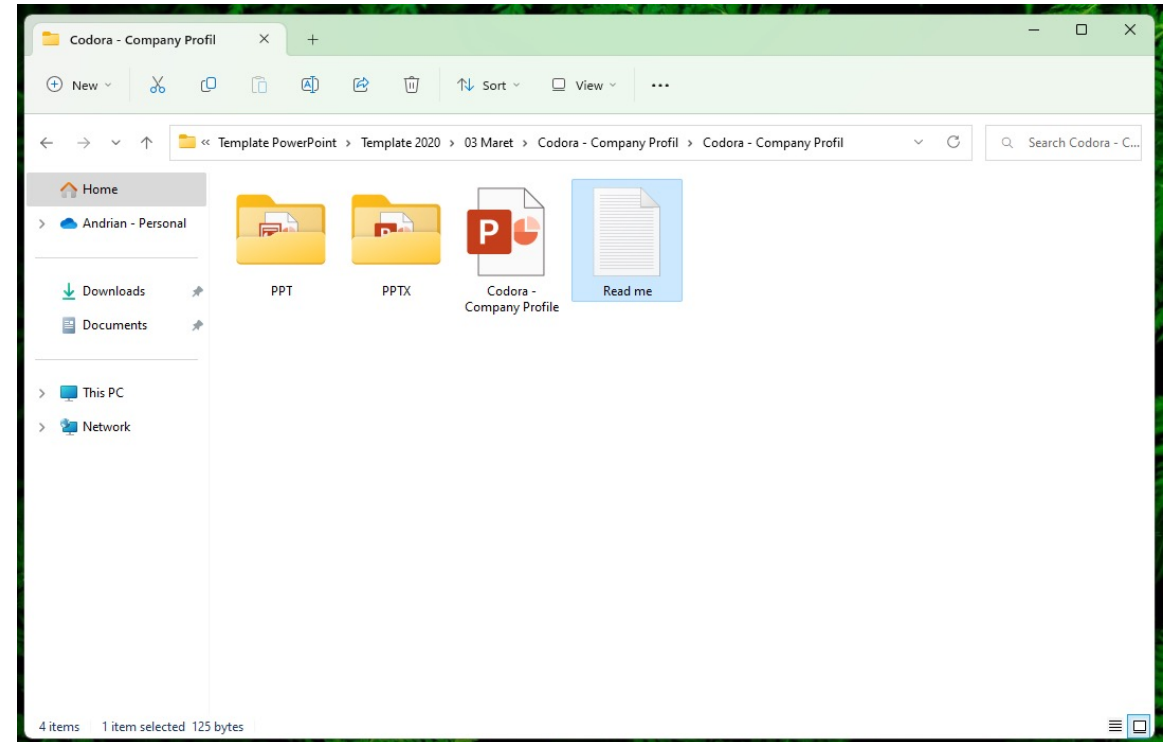 Codora - Company Profil
New
Sort
View
« Template PowerPoint > Template 2020 > 03 Maret > Codora - Company Profil > Codora - Company Profil
Search Codora - C...
Home
Andrian - Personal
Downloads
Documents
This PC
Network
PPT
PPTX
P
Codora -
Company Profile
Read me
4 items
1 item selected 125 bytes